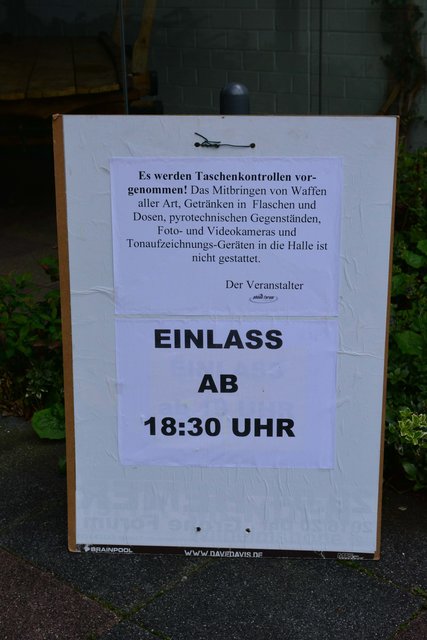 Es werden Taschenkontrollen vor-
genommen! Das Mitbringen von Waffen
aller Art, Getränken in Flaschen und
Dosen, pyrotechnischen Gegenständen,
Foto- und Videokameras und
Tonaufzeichnungs-Geräten in die Halle ist
nicht gestattet.
Der Veranstalter
EINLASS
AB
18:30 UHR
BRAINPOOL
WWW.DAVEDAVIS.DE